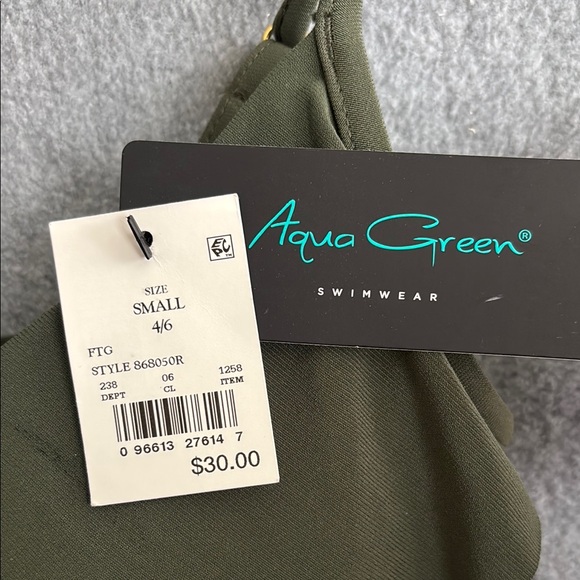 Aqua Green®
SWIMWEAR
SIZE
SMALL
4/6
FTG
STYLE 868050R
238 06 1258
DEPT CL ITEM
0 96613 27614 7
$30.00